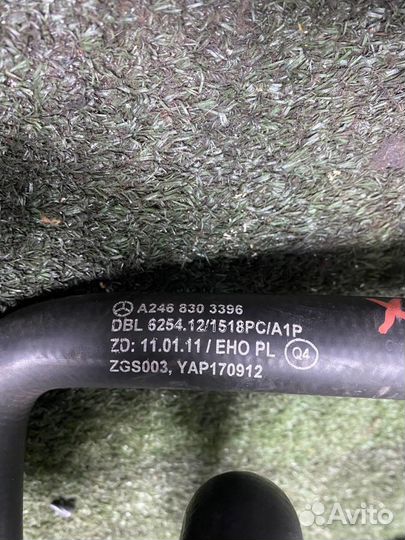 A246 830 3396
DBL 6254.12/1518PC/A1P
ZD: 11.01.11 / EHO PL Q4
ZGS003, YAP170912
Avito